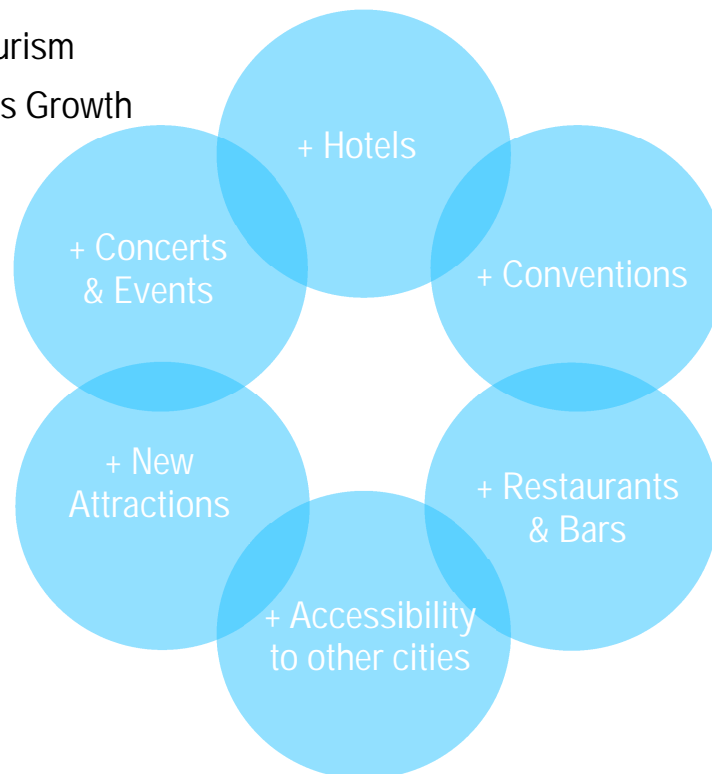 urism
s Growth
+ Hotels
+ Concerts
& Events
+ Conventions
+ New
Attractions
+ Restaurants
& Bars
+ Accessibility
to other cities